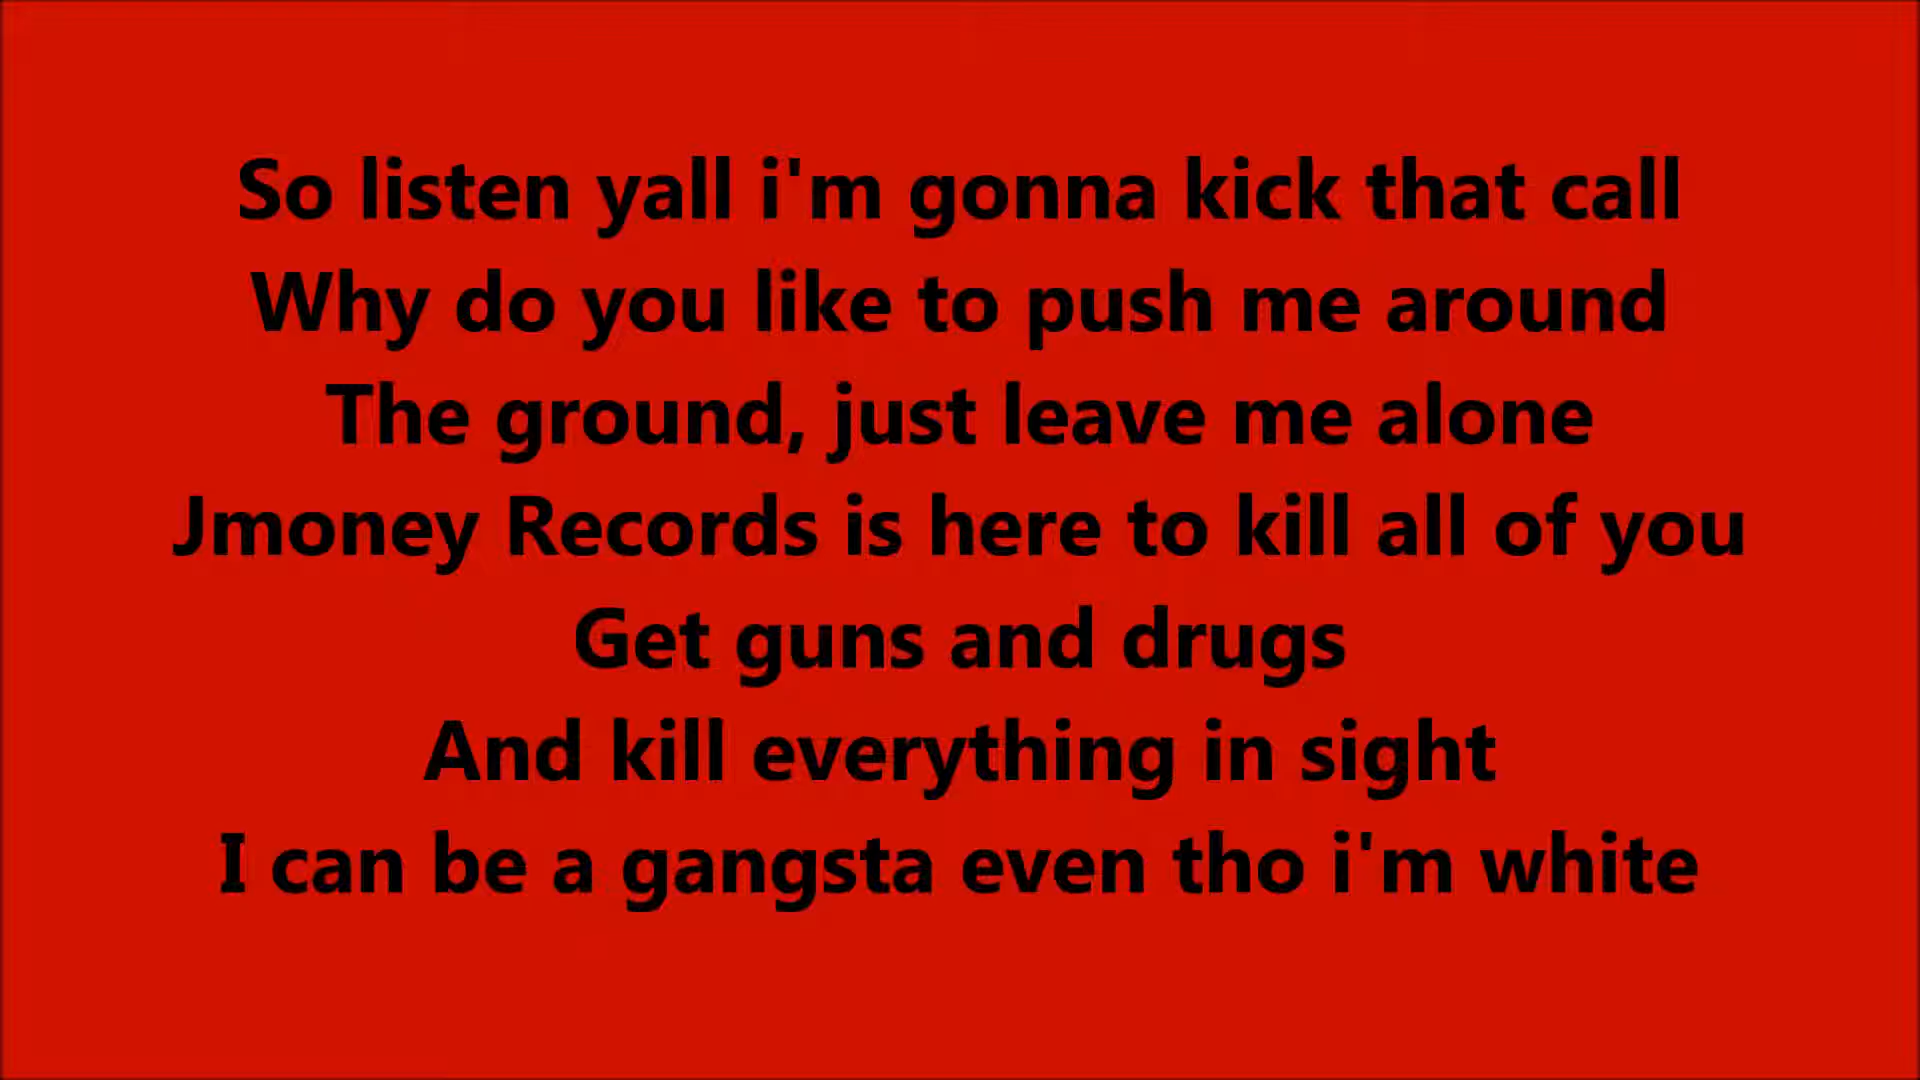 So listen yall i'm gonna kick that call
Why do you like to push me around
The ground, just leave me alone
Jmoney Records is here to kill all of you
Get guns and drugs
And kill everything in sight
I can be a gangsta even tho i'm white